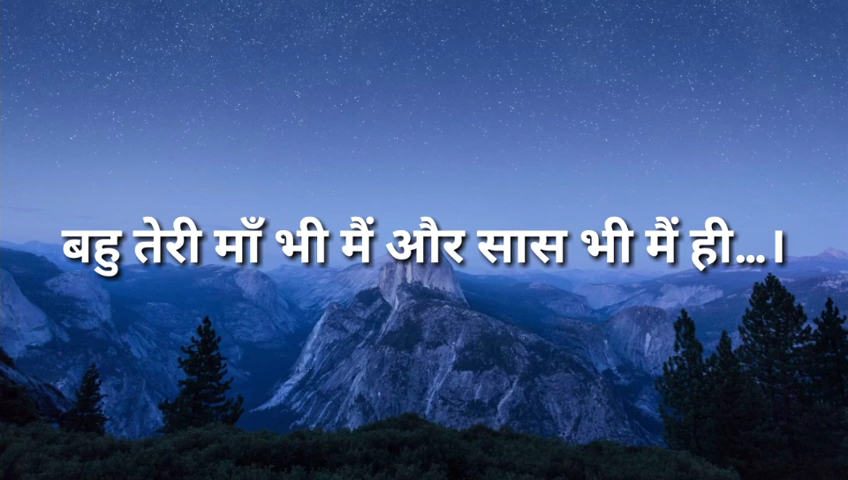 बहु तेरी माँ भी मैं और सास भी मैं ही...।